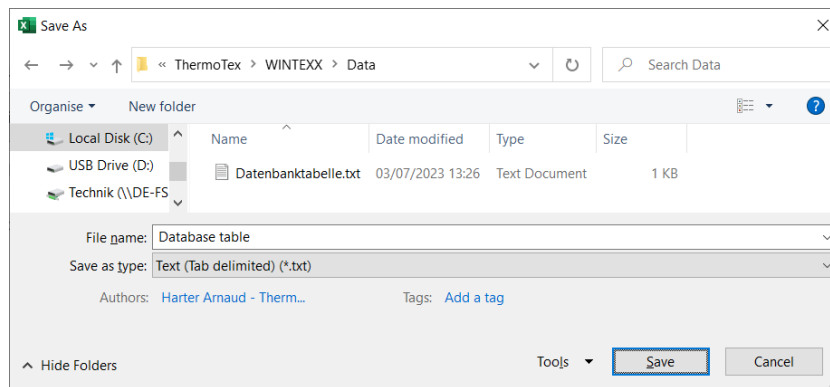 Save As
« ThermoTex > WINTEXX > Data
Search Data
Organise
New folder
Local Disk (C:)
USB Drive (D:)
Technik (\\DE-FS
Name Date modified Type Size
Datenbanktabelle.txt 03/07/2023 13:26 Text Document 1 KB
File name: Database table
Save as type: Text (Tab delimited) (*.txt)
Authors: Harter Arnaud - Therm... Tags: Add a tag
Hide Folders Tools Save Cancel